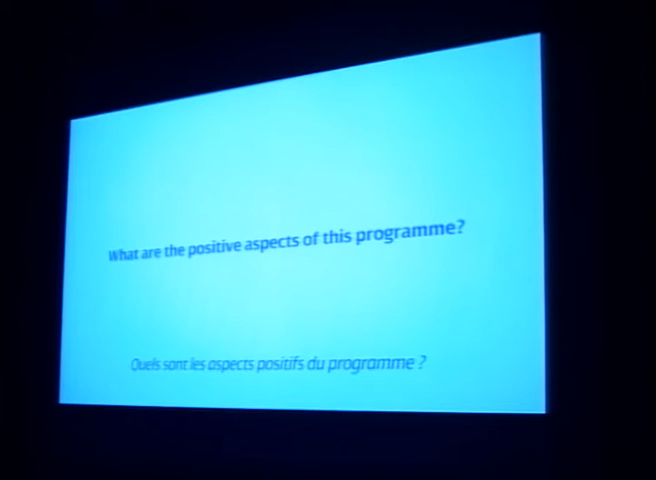 What are the positive aspects of this programme?
Quels sont les aspects positifs du programme ?